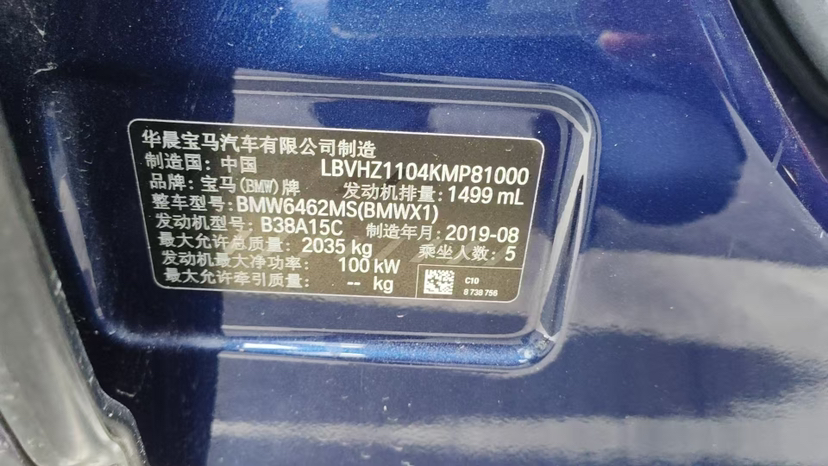 华晨宝马汽车有限公司制造
制造国: 中国 LBVHZ1104KMP81000
品牌: 宝马(BMW)牌 发动机排量: 1499 mL
整车型号: BMW6462MS(BMWX1)
发动机型号: B38A15C 制造年月: 2019-08
最大允许总质量: 2035 kg 乘坐人数: 5
发动机最大净功率: 100 kW
最大允许牵引质量: -- kg
C10
8 738 756